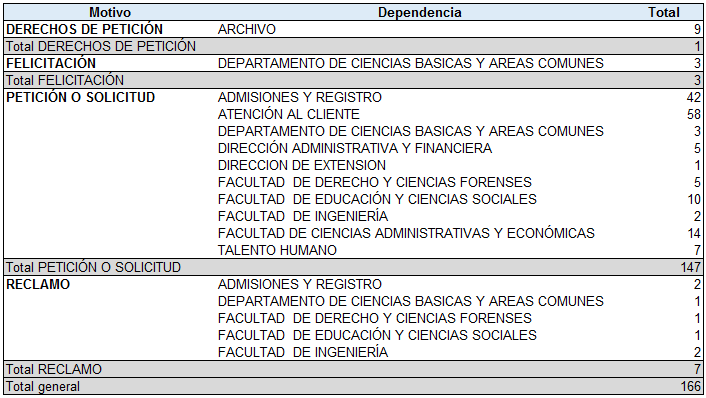 Motivo Dependencia Total
DERECHOS DE PETICIÓN ARCHIVO 9
Total DERECHOS DE PETICIÓN 1
FELICITACIÓN DEPARTAMENTO DE CIENCIAS BASICAS Y AREAS COMUNES 3
Total FELICITACIÓN 3
PETICIÓN O SOLICITUD ADMISIONES Y REGISTRO 42
ATENCIÓN AL CLIENTE 58
DEPARTAMENTO DE CIENCIAS BASICAS Y AREAS COMUNES 3
DIRECCIÓN ADMINISTRATIVA Y FINANCIERA 5
DIRECCION DE EXTENSION 1
FACULTAD DE DERECHO Y CIENCIAS FORENSES 5
FACULTAD DE EDUCACIÓN Y CIENCIAS SOCIALES 10
FACULTAD DE INGENIERÍA 2
FACULTAD DE CIENCIAS ADMINISTRATIVAS Y ECONÓMICAS 14
TALENTO HUMANO 7
Total PETICIÓN O SOLICITUD 147
RECLAMO ADMISIONES Y REGISTRO 2
DEPARTAMENTO DE CIENCIAS BASICAS Y AREAS COMUNES 1
FACULTAD DE DERECHO Y CIENCIAS FORENSES 1
FACULTAD DE EDUCACIÓN Y CIENCIAS SOCIALES 1
FACULTAD DE INGENIERÍA 2
Total RECLAMO 7
Total general 166